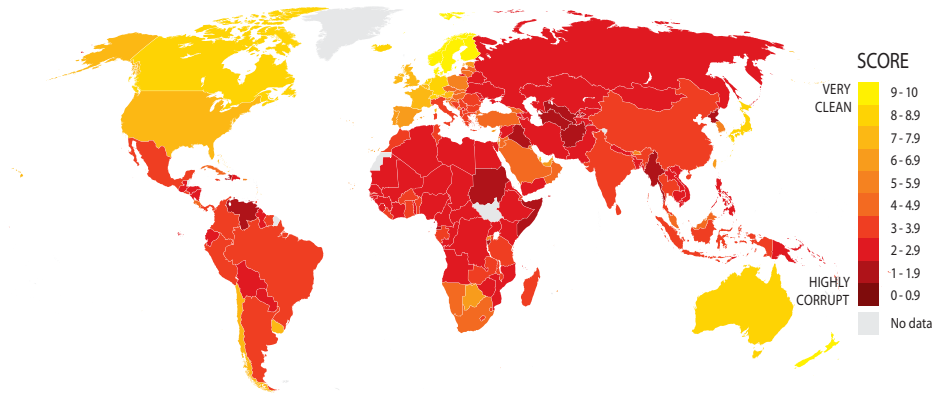 SCORE
VERY
CLEAN
9 - 10
8 - 8.9
7 - 7.9
6 - 6.9
5 - 5.9
4 - 4.9
3 - 3.9
2 - 2.9
1 - 1.9
0 - 0.9
HIGHLY
CORRUPT
No data